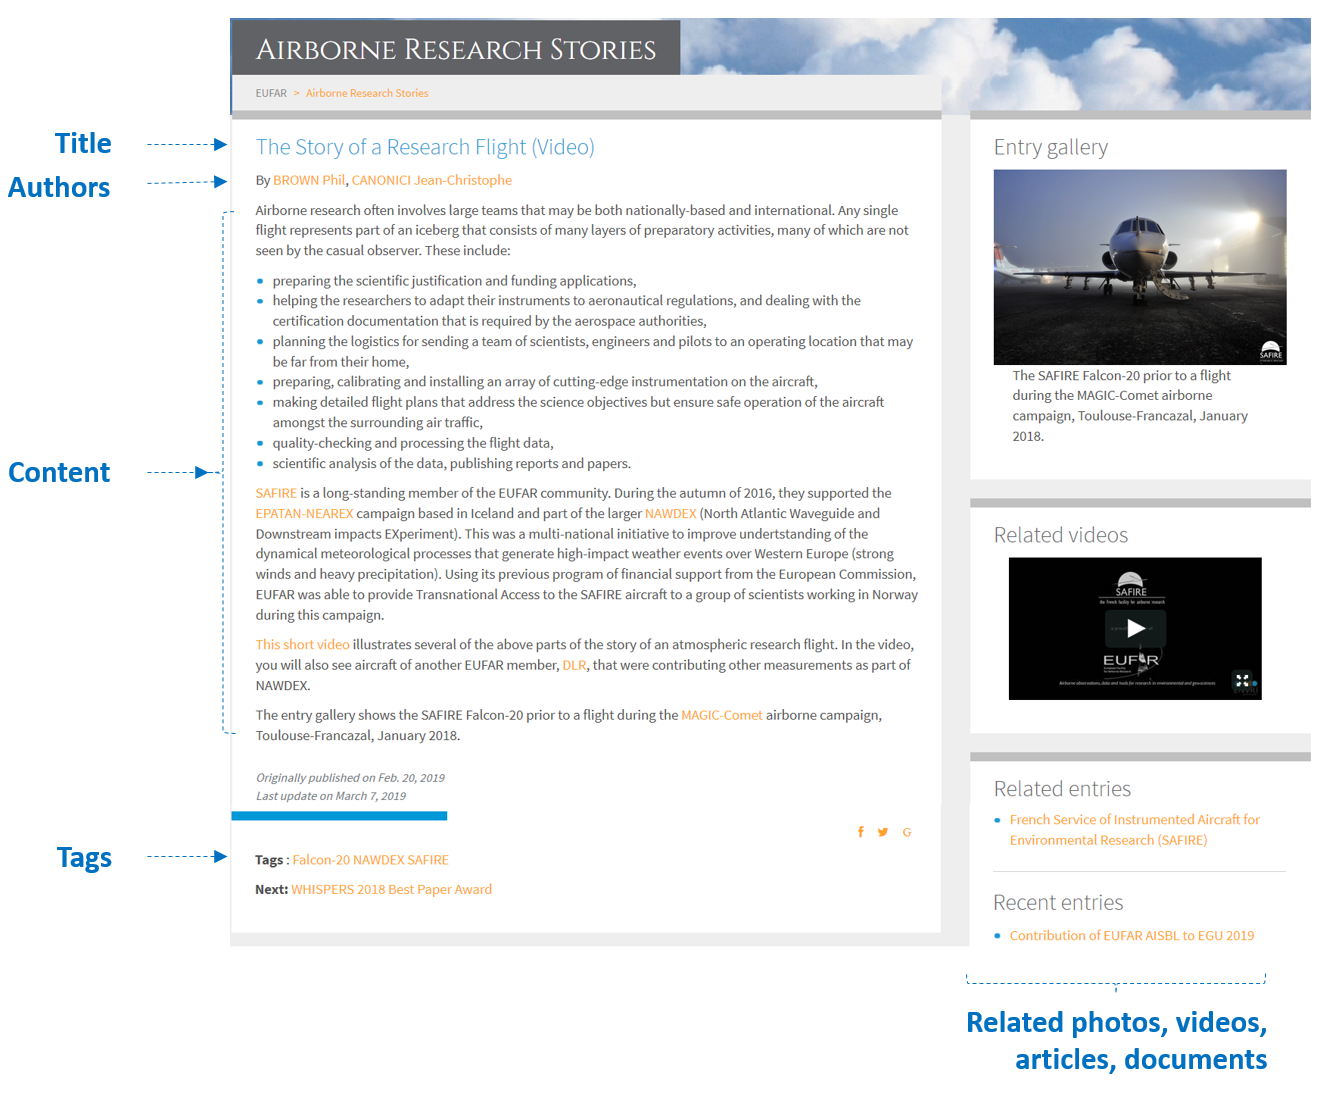 AIRBORNE RESEARCH STORIES
EUFAR > Airborne Research Stories
Title
The Story of a Research Flight (Video)
Authors
By BROWN Phil, CANONICI Jean-Christophe
Content
Airborne research often involves large teams that may be both nationally-based and international. Any single
flight represents part of an iceberg that consists of many layers of preparatory activities, many of which are not
seen by the casual observer. These include:
preparing the scientific justification and funding applications,
helping the researchers to adapt their instruments to aeronautical regulations, and dealing with the
certification documentation that is required by the aerospace authorities,
planning the logistics for sending a team of scientists, engineers and pilots to an operating location that may
be far from their home,
preparing, calibrating and installing an array of cutting-edge instrumentation on the aircraft,
making detailed flight plans that address the science objectives but ensure safe operation of the aircraft
amongst the surrounding air traffic,
quality-checking and processing the flight data,
scientific analysis of the data, publishing reports and papers.
SAFIRE is a long-standing member of the EUFAR community. During the autumn of 2016, they supported the
EPATAN-NEAREX campaign based in Iceland and part of the larger NAWDEX (North Atlantic Waveguide and
Downstream impacts EXperiment). This was a multi-national initiative to improve undertstanding of the
dynamical meteorological processes that generate high-impact weather events over Western Europe (strong
winds and heavy precipitation). Using its previous program of financial support from the European Commission,
EUFAR was able to provide Transnational Access to the SAFIRE aircraft to a group of scientists working in Norway
during this campaign.
This short video illustrates several of the above parts of the story of an atmospheric research flight. In the video,
you will also see aircraft of another EUFAR member, DLR, that were contributing other measurements as part of
NAWDEX.
The entry gallery shows the SAFIRE Falcon-20 prior to a flight during the MAGIC-Comet airborne campaign,
Toulouse-Francazal, January 2018.
Originally published on Feb. 20, 2019
Last update on March 7, 2019
f G
Tags
Tags : Falcon-20 NAWDEX SAFIRE
Next: WHISPERS 2018 Best Paper Award
Entry gallery
SAFIRE
The SAFIRE Falcon-20 prior to a flight
during the MAGIC-Comet airborne
campaign, Toulouse-Francazal, January
2018.
Related videos
SAFIRE
the french facility for airborne research
EUFAR
Airborne observations, data and tools for research in environmental and geo-sciences
Related entries
French Service of Instrumented Aircraft for
Environmental Research (SAFIRE)
Recent entries
Contribution of EUFAR AISBL to EGU 2019
Related photos, videos,
articles, documents